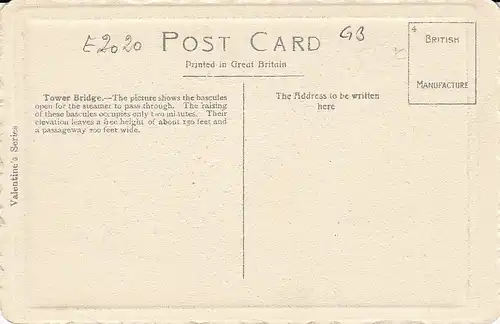 E2020 POST CARD GB
Printed in Great Britain
4
BRITISH
MANUFACTURE
Tower Bridge.—The picture shows the bascules
open for the steamer to pass through. The raising
of these bascules occupies only two minutes. Their
elevation leaves a free height of about 150 feet and
a passageway 200 feet wide.
The Address to be written
here
Valentine's Series